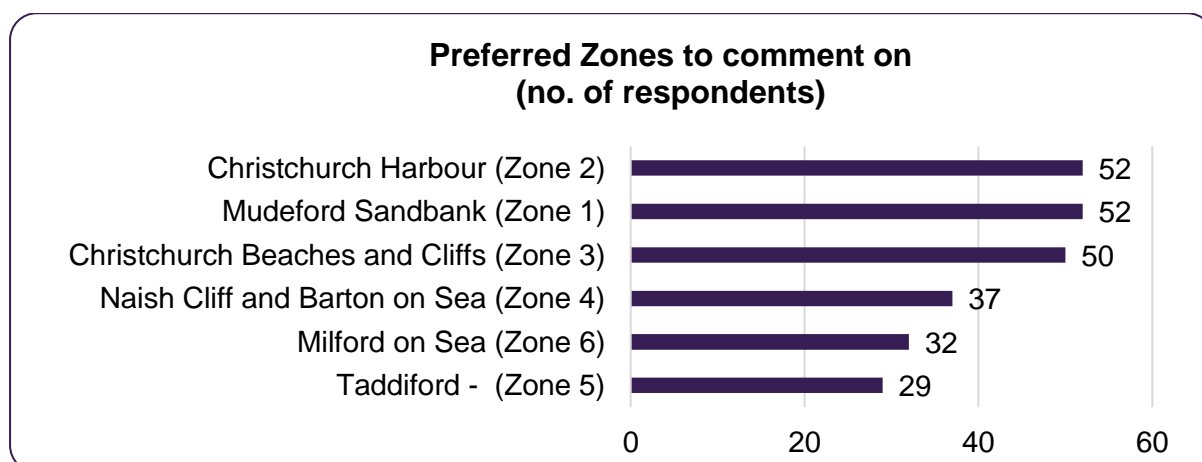 Preferred Zones to comment on
(no. of respondents)
Christchurch Harbour (Zone 2) 52
Mudeford Sandbank (Zone 1) 52
Christchurch Beaches and Cliffs (Zone 3) 50
Naish Cliff and Barton on Sea (Zone 4) 37
Milford on Sea (Zone 6) 32
Taddiford -  (Zone 5) 29
0 20 40 60